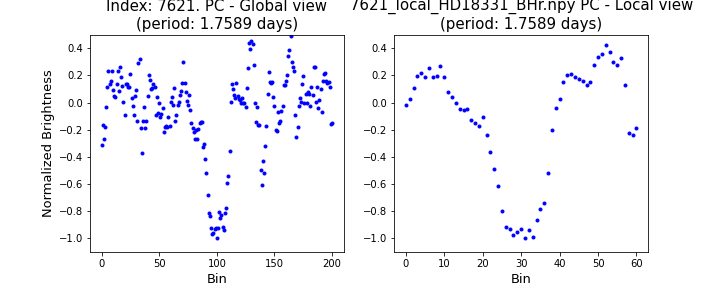 Index: 7621. PC - Global view
(period: 1.7589 days)
7621_local_HD18331_BHr.npy PC - Local view
(period: 1.7589 days)
Normalized Brightness
0.4
0.2
0.0
−0.2
−0.4
−0.6
−0.8
−1.0
0 50 100 150 200
Bin
0.4
0.2
0.0
−0.2
−0.4
−0.6
−0.8
−1.0
0 10 20 30 40 50 60
Bin